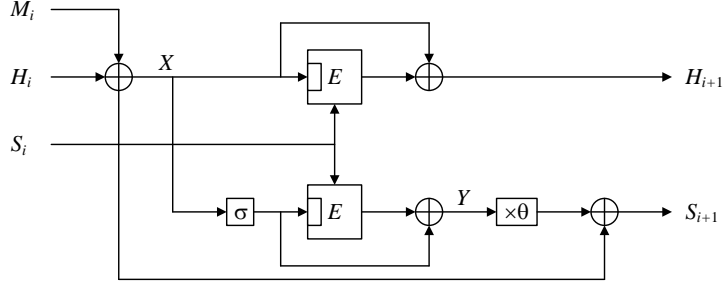 M_i
X
H_i
E
H_{i+1}
S_i
σ
E
Y
×θ
S_{i+1}